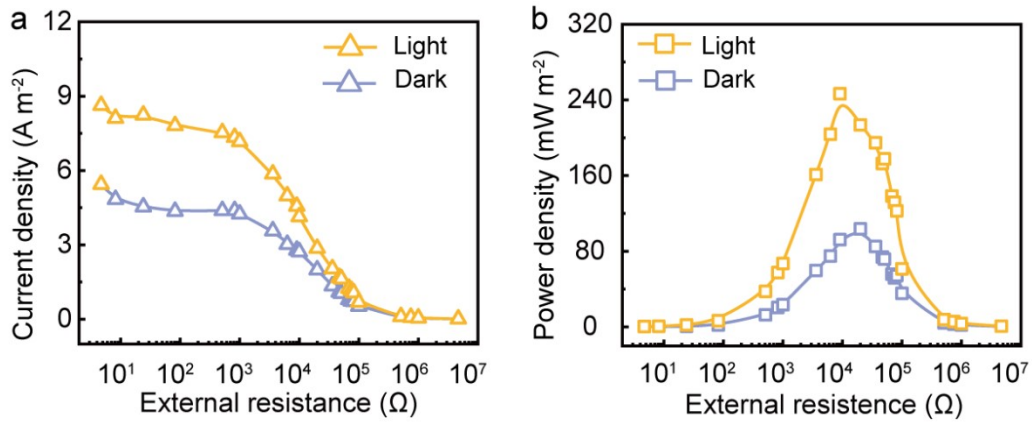 a
Current density (A m⁻²)
12
9
6
3
0
Light
Dark
10¹ 10² 10³ 10⁴ 10⁵ 10⁶ 10⁷
External resistance (Ω)
b
Power density (mW m⁻²)
320
240
160
80
0
Light
Dark
10¹ 10² 10³ 10⁴ 10⁵ 10⁶ 10⁷
External resistence (Ω)